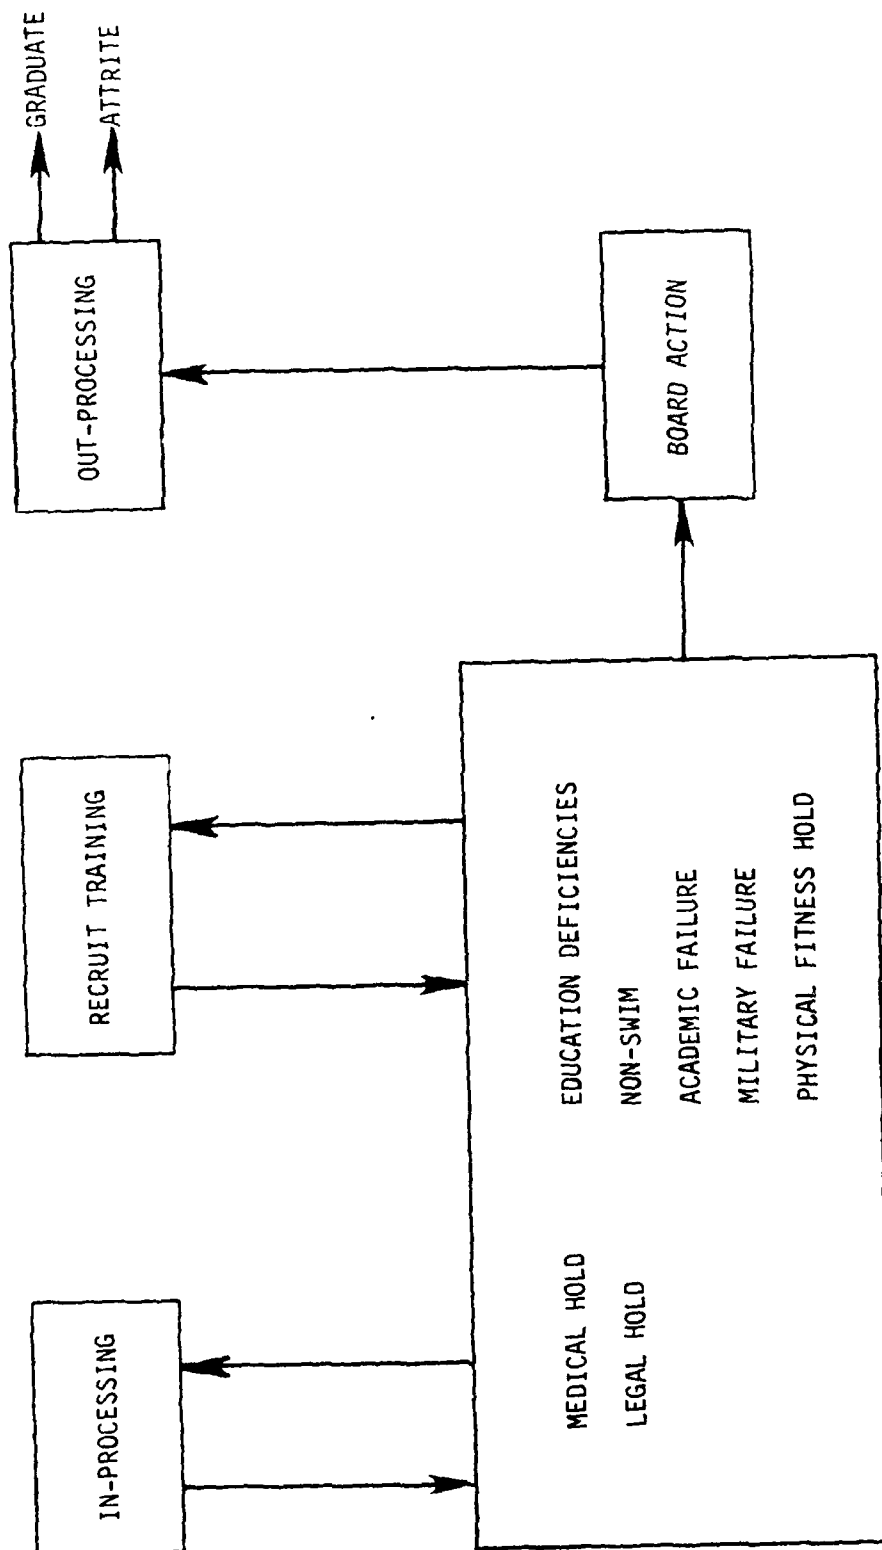 IN-PROCESSING
RECRUIT TRAINING
OUT-PROCESSING
GRADUATE
ATTRITE
MEDICAL HOLD
LEGAL HOLD
EDUCATION DEFICIENCIES
NON-SWIM
ACADEMIC FAILURE
MILITARY FAILURE
PHYSICAL FITNESS HOLD
BOARD ACTION